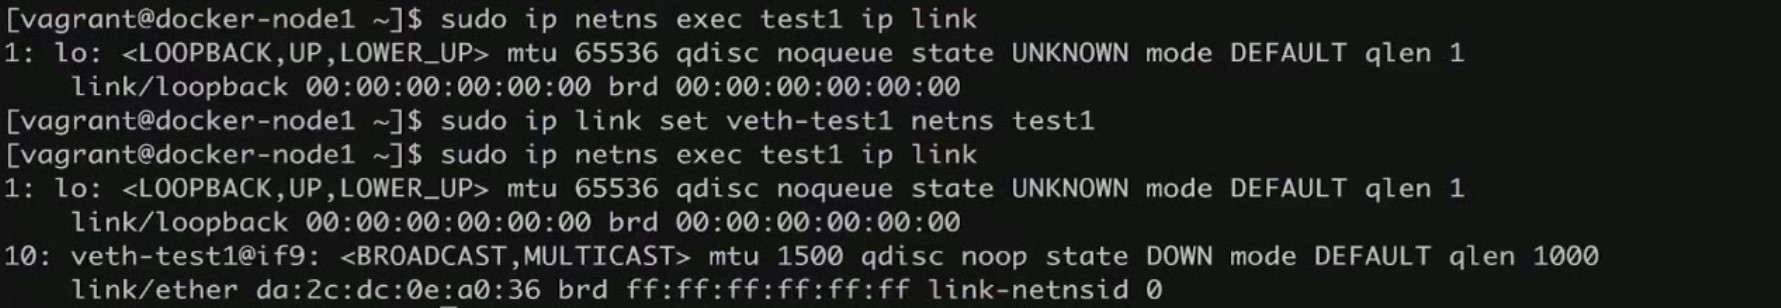 [vagrant@docker-node1 ~]$ sudo ip netns exec test1 ip link
1: lo: <LOOPBACK,UP,LOWER_UP> mtu 65536 qdisc noqueue state UNKNOWN mode DEFAULT qlen 1
    link/loopback 00:00:00:00:00:00 brd 00:00:00:00:00:00
[vagrant@docker-node1 ~]$ sudo ip link set veth-test1 netns test1
[vagrant@docker-node1 ~]$ sudo ip netns exec test1 ip link
1: lo: <LOOPBACK,UP,LOWER_UP> mtu 65536 qdisc noqueue state UNKNOWN mode DEFAULT qlen 1
    link/loopback 00:00:00:00:00:00 brd 00:00:00:00:00:00
10: veth-test1@if9: <BROADCAST,MULTICAST> mtu 1500 qdisc noop state DOWN mode DEFAULT qlen 1000
    link/ether da:2c:dc:0e:a0:36 brd ff:ff:ff:ff:ff:ff link-netnsid 0